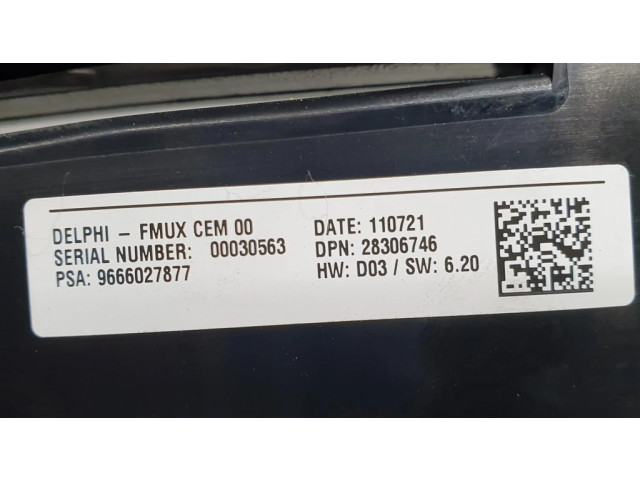 DELPHI - FMUX CEM 00 DATE: 110721
SERIAL NUMBER: 00030563 DPN: 28306746
PSA: 9666027877 HW: D03 / SW: 6.20